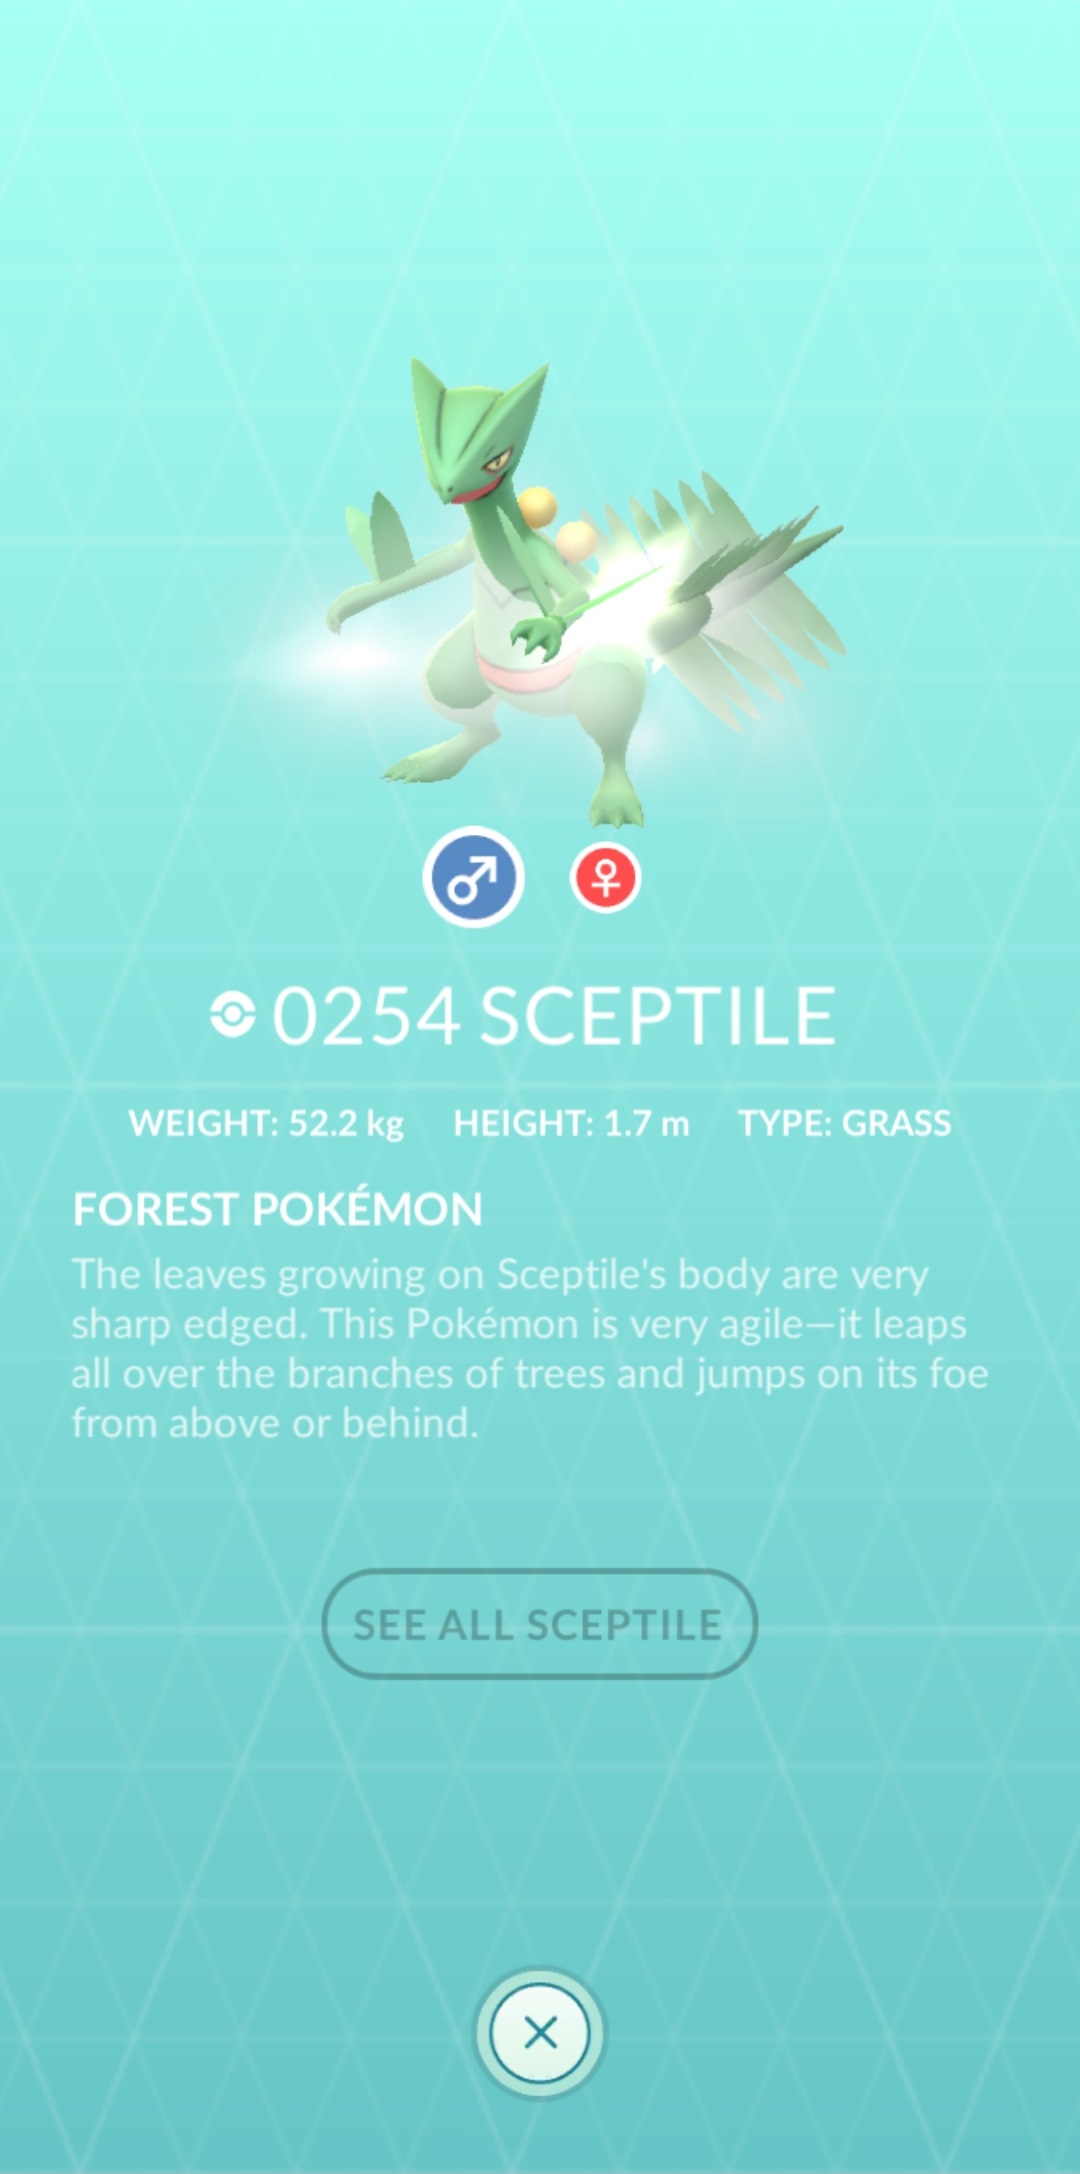 0254 SCEPTILE
WEIGHT: 52.2 kg HEIGHT: 1.7 m TYPE: GRASS
FOREST POKÉMON
The leaves growing on Sceptile's body are very
sharp edged. This Pokémon is very agile—it leaps
all over the branches of trees and jumps on its foe
from above or behind.
SEE ALL SCEPTILE